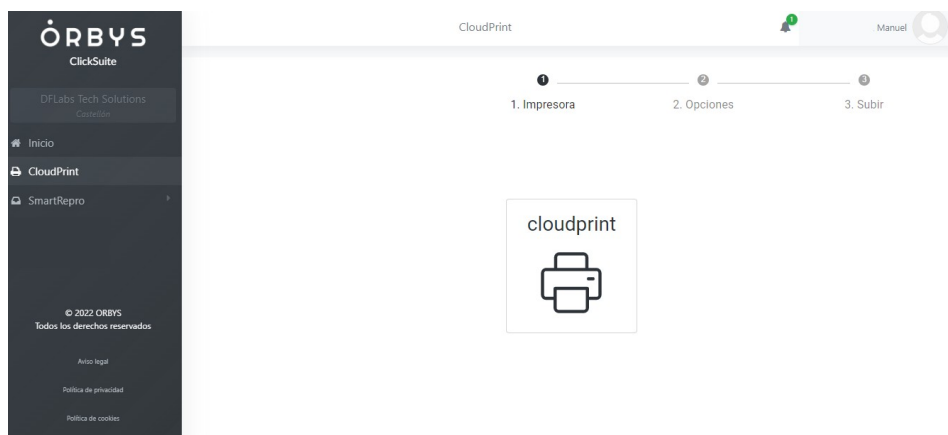 ÖRBYS
ClickSuite
DFLabs Tech Solutions
Castellón
Inicio
CloudPrint
SmartRepro
© 2022 ORBYS
Todos los derechos reservados
Aviso legal
Política de privacidad
Política de cookies
CloudPrint
1
Manuel
1
2
3
1. Impresora
2. Opciones
3. Subir
cloudprint